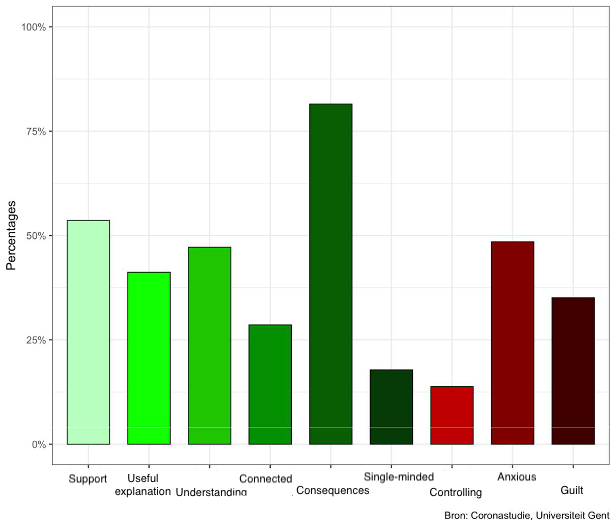 100%
75%
50%
25%
0%
Percentages
Support
Useful
explanation
Understanding
Connected
Consequences
Single-minded
Controlling
Anxious
Guilt
Bron: Coronastudie, Universiteit Gent